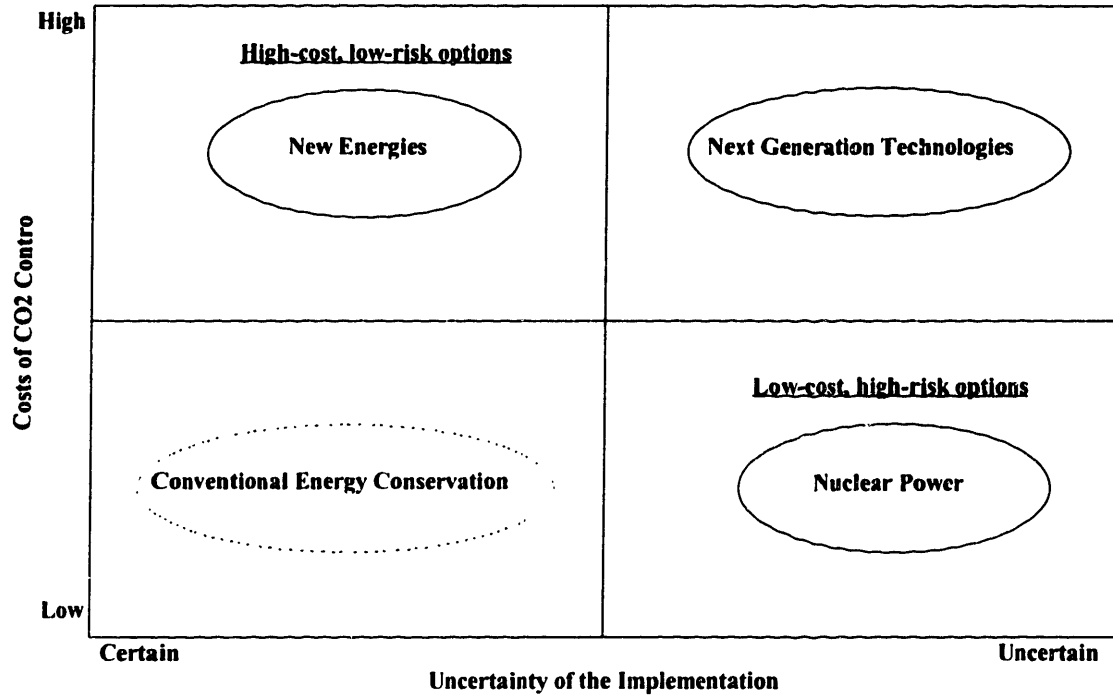 High
High-cost, low-risk options
New Energies
Next Generation Technologies
Costs of CO2 Contro
Low-cost, high-risk options
Conventional Energy Conservation
Nuclear Power
Low
Certain
Uncertain
Uncertainty of the Implementation